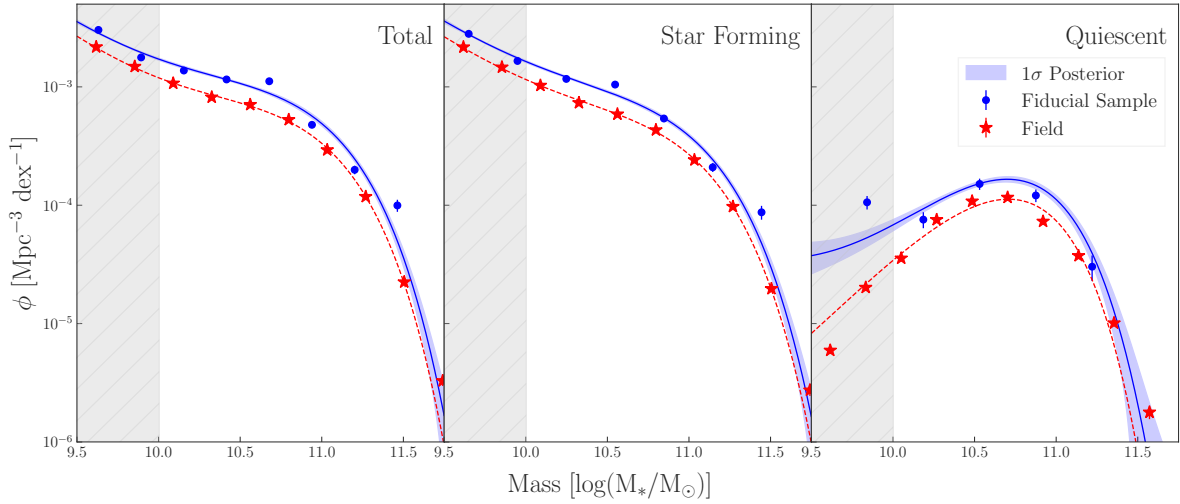 Total
Star Forming
Quiescent
1σ Posterior
Fiducial Sample
Field
ϕ [Mpc⁻³ dex⁻¹]
10⁻³
10⁻⁴
10⁻⁵
10⁻⁶
9.5 10.0 10.5 11.0 11.5 9.5 10.0 10.5 11.0 11.5 9.5 10.0 10.5 11.0 11.5
Mass [log(M*/M⊙)]